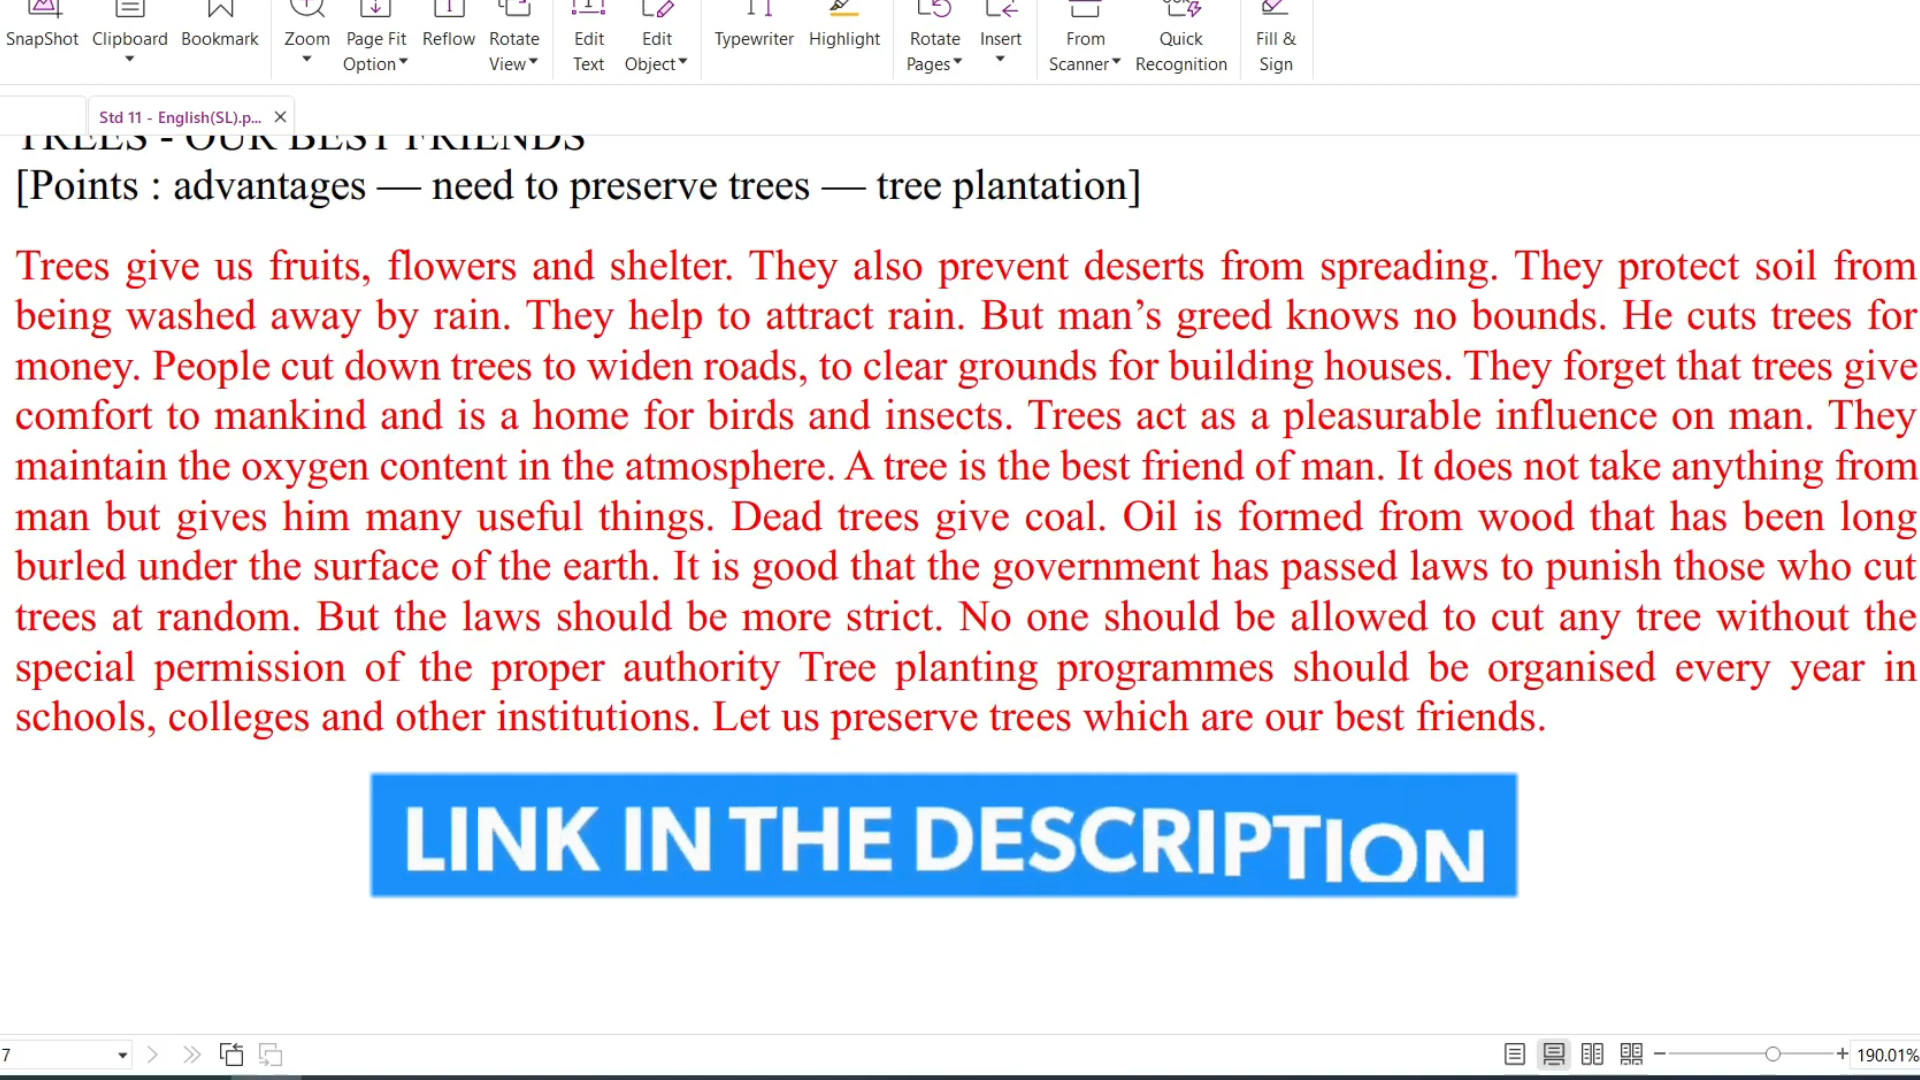 SnapShot Clipboard Bookmark Zoom Page Fit Option Reflow Rotate View Edit Text Edit Object Typewriter Highlight Rotate Pages Insert From Scanner Quick Recognition Fill & Sign
Std 11 - English(SL).p...
TREES - OUR BEST FRIENDS
[Points : advantages — need to preserve trees — tree plantation]
Trees give us fruits, flowers and shelter. They also prevent deserts from spreading. They protect soil from
being washed away by rain. They help to attract rain. But man’s greed knows no bounds. He cuts trees for
money. People cut down trees to widen roads, to clear grounds for building houses. They forget that trees give
comfort to mankind and is a home for birds and insects. Trees act as a pleasurable influence on man. They
maintain the oxygen content in the atmosphere. A tree is the best friend of man. It does not take anything from
man but gives him many useful things. Dead trees give coal. Oil is formed from wood that has been long
burled under the surface of the earth. It is good that the government has passed laws to punish those who cut
trees at random. But the laws should be more strict. No one should be allowed to cut any tree without the
special permission of the proper authority Tree planting programmes should be organised every year in
schools, colleges and other institutions. Let us preserve trees which are our best friends.
LINK IN THE DESCRIPTION
7
190.01%